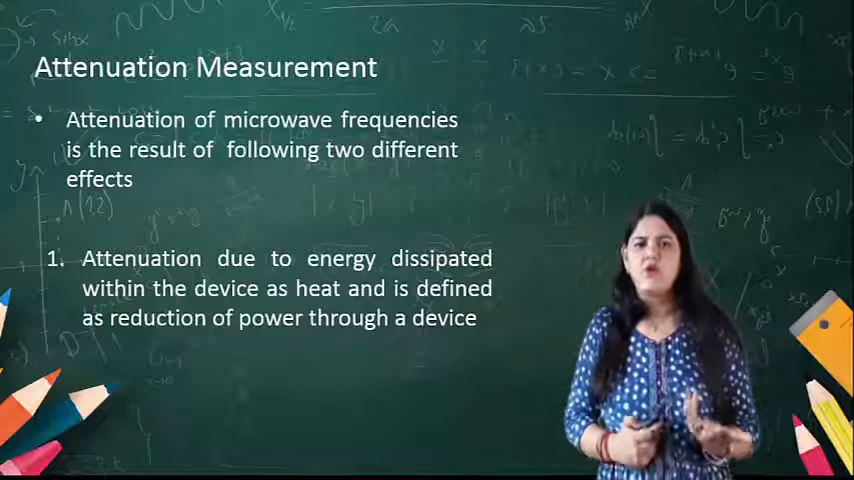 Attenuation Measurement
• Attenuation of microwave frequencies
is the result of following two different
effects
1. Attenuation due to energy dissipated
within the device as heat and is defined
as reduction of power through a device